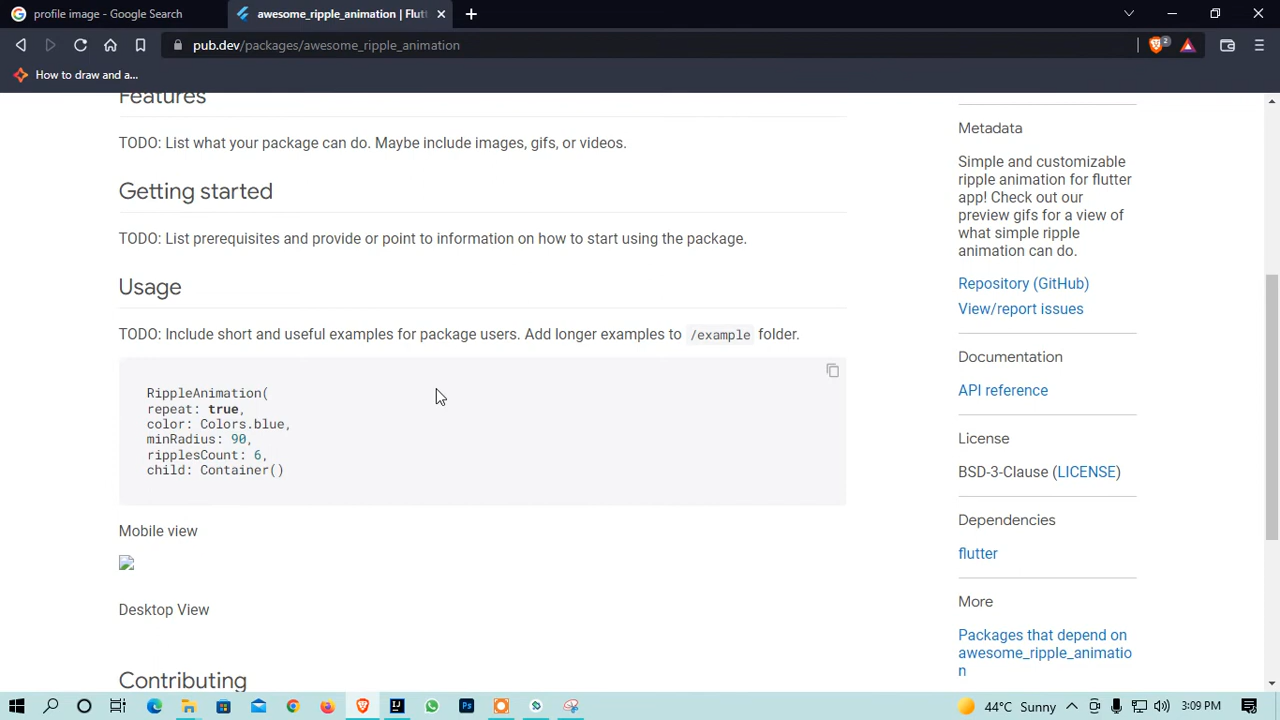 profile image - Google Search
awesome_ripple_animation | Flutt
pub.dev/packages/awesome_ripple_animation
2
How to draw and a...
Features
TODO: List what your package can do. Maybe include images, gifs, or videos.
Getting started
TODO: List prerequisites and provide or point to information on how to start using the package.
Usage
TODO: Include short and useful examples for package users. Add longer examples to /example folder.
RippleAnimation(
repeat: true,
color: Colors.blue,
minRadius: 90,
ripplesCount: 6,
child: Container()
Mobile view
Desktop View
Contributing
Metadata
Simple and customizable
ripple animation for flutter
app! Check out our
preview gifs for a view of
what simple ripple
animation can do.
Repository (GitHub)
View/report issues
Documentation
API reference
License
BSD-3-Clause (LICENSE)
Dependencies
flutter
More
Packages that depend on
awesome_ripple_animatio
n
44°C Sunny
3:09 PM